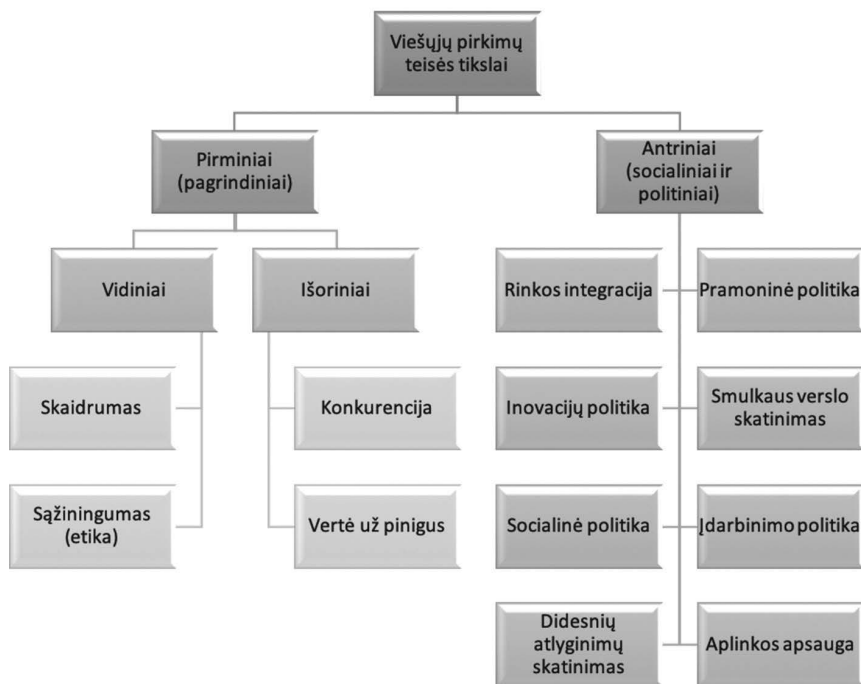 Viešųjų pirkimų
teisės tikslai
Pirminiai
(pagrindiniai)
Antriniai
(socialiniai ir
politiniai)
Vidiniai
Išoriniai
Rinkos integracija
Pramoninė politika
Skaidrumas
Konkurencija
Inovacijų politika
Smulkaus verslo
skatinimas
Sąžiningumas
(etika)
Vertė už pinigus
Socialinė politika
Įdarbinimo politika
Didesnių
atlyginimų
skatinimas
Aplinkos apsauga